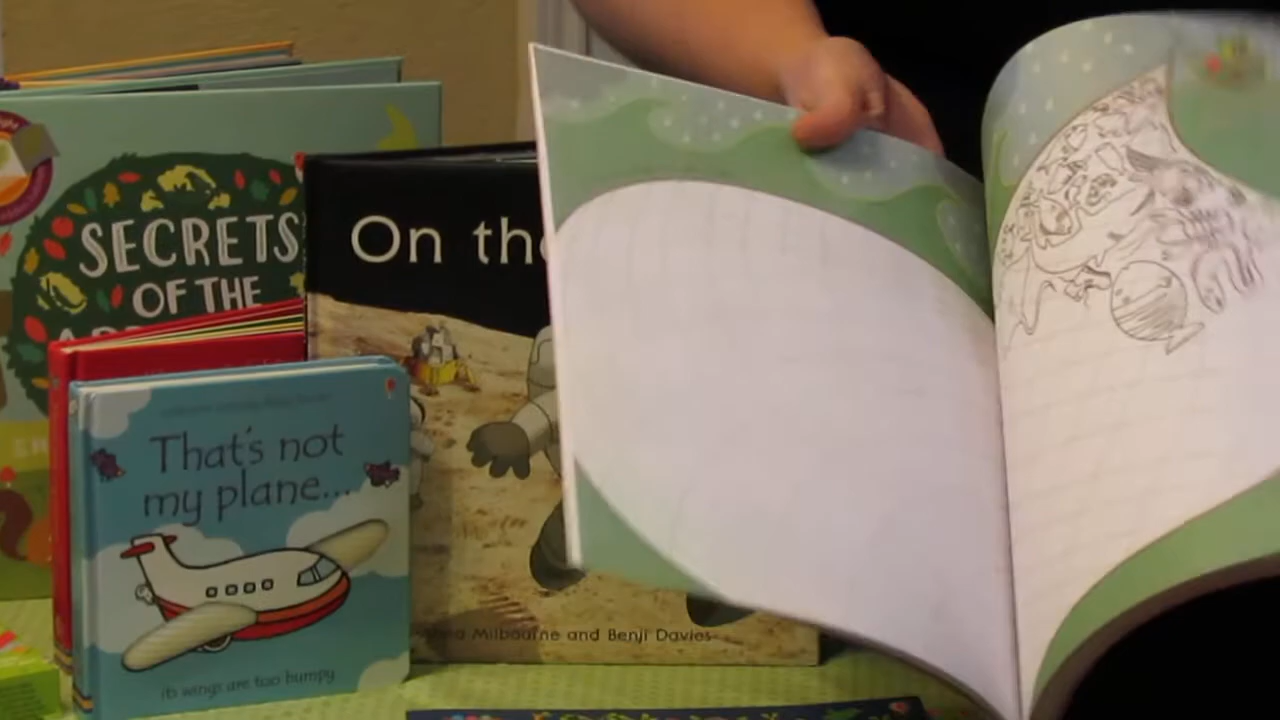 SECRETS
OF THE
On the
That's not
my plane...
its wings are too bumpy
Milbourne and Benji Davies